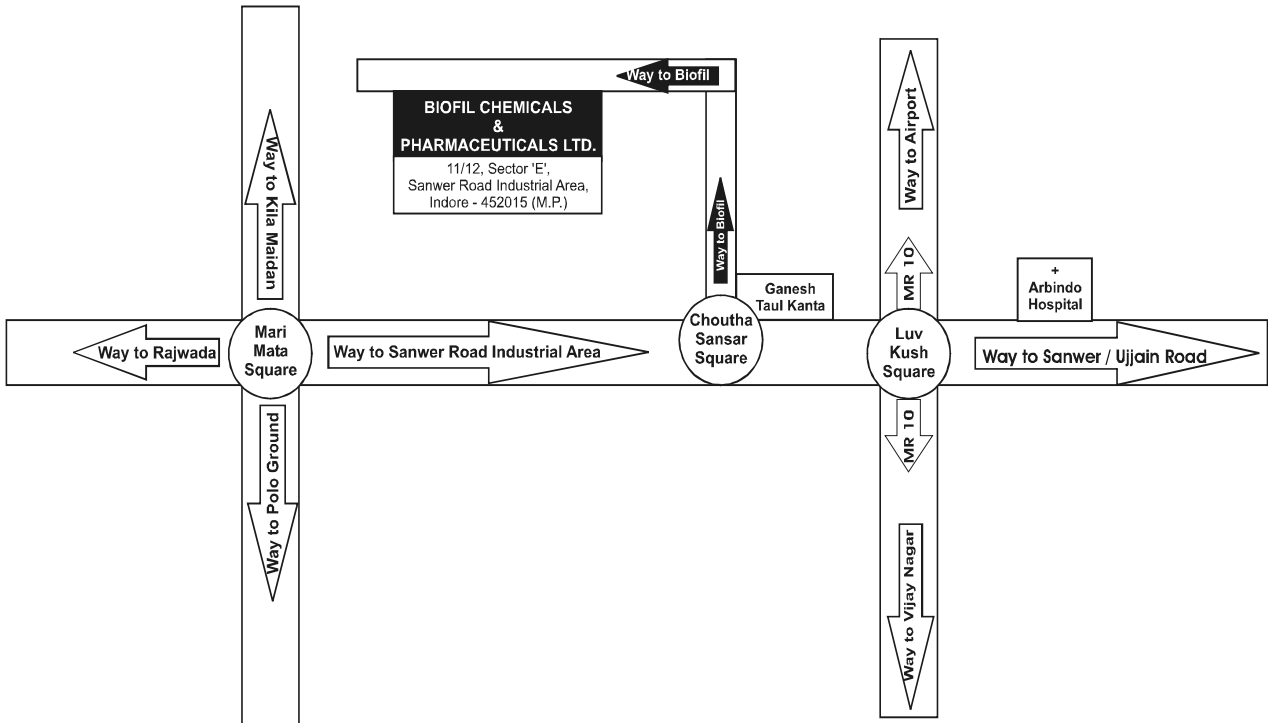 Way to Biofil
BIOFIL CHEMICALS
&
PHARMACEUTICALS LTD.
11/12, Sector 'E',
Sanwer Road Industrial Area,
Indore - 452015 (M.P.)
Way to Kila Maidan
Way to Biofil
Way to Airport
MR 10
Ganesh
Taul Kanta
+
Arbindo
Hospital
Way to Rajwada
Mari
Mata
Square
Way to Sanwer Road Industrial Area
Choutha
Sansar
Square
Luv
Kush
Square
Way to Sanwer / Ujjain Road
Way to Polo Ground
MR 10
Way to Vijay Nagar